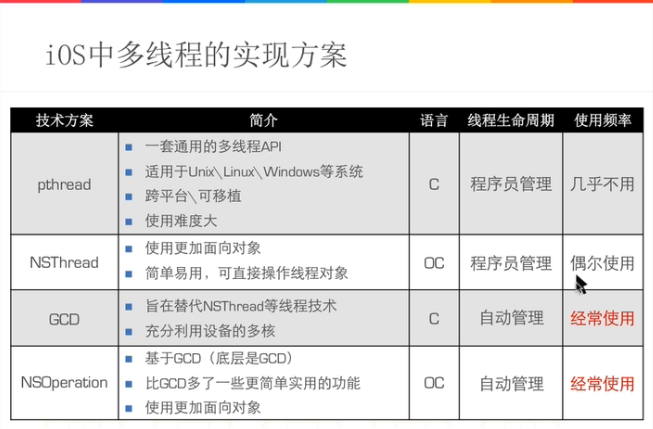 iOS中多线程的实现方案
技术方案 简介 语言 线程生命周期 使用频率
pthread
一套通用的多线程API
适用于Unix\Linux\Windows等系统
跨平台\可移植
使用难度大
C 程序员管理 几乎不用
NSThread
使用更加面向对象
简单易用，可直接操作线程对象
OC 程序员管理 偶尔使用
GCD
旨在替代NSThread等线程技术
充分利用设备的多核
C 自动管理 经常使用
NSOperation
基于GCD（底层是GCD）
比GCD多了一些更简单实用的功能
使用更加面向对象
OC 自动管理 经常使用